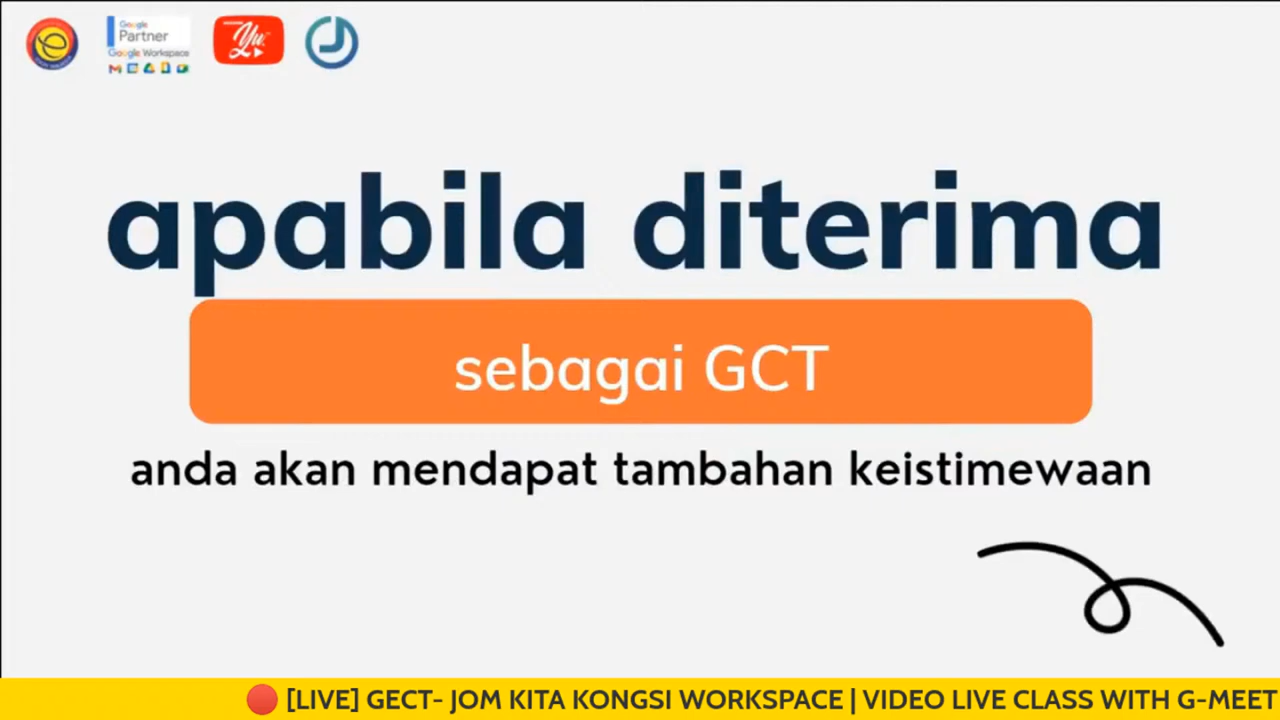 Google
Partner
Google Workspace
apabila diterima
sebagai GCT
anda akan mendapat tambahan keistimewaan
[LIVE] GECT- JOM KITA KONGSI WORKSPACE | VIDEO LIVE CLASS WITH G-MEET